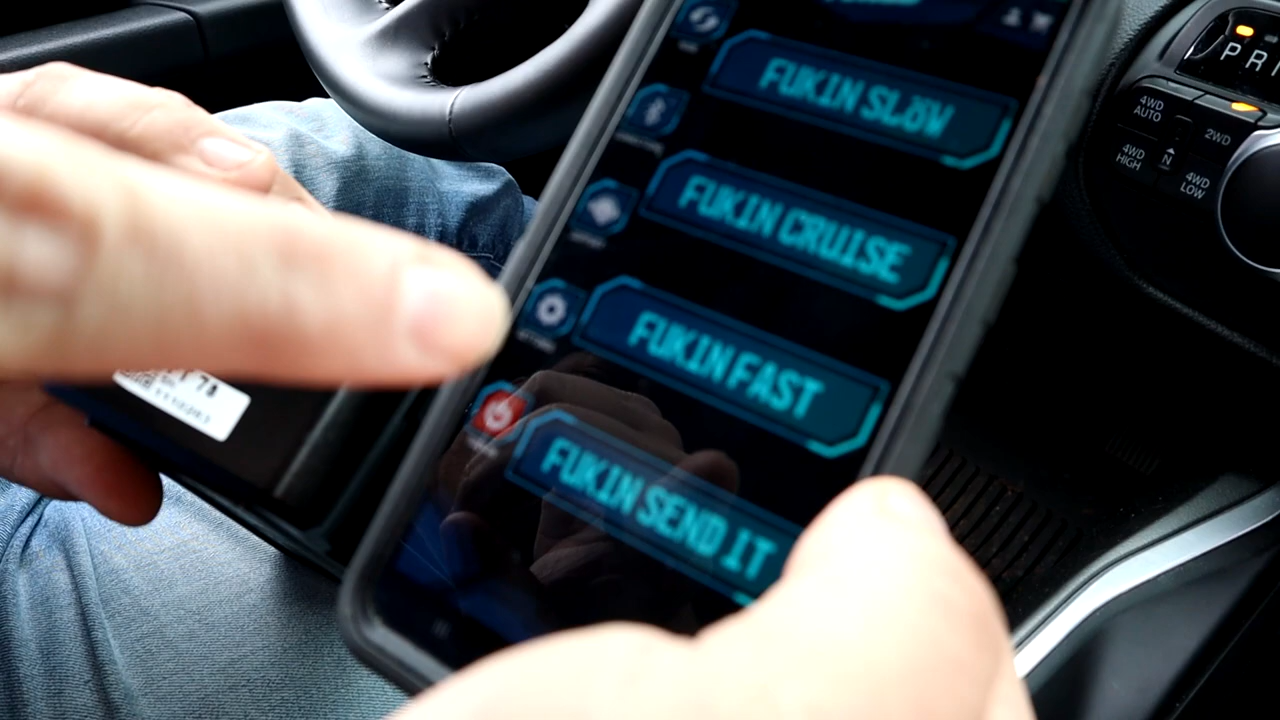 FUKIN SLOW
FUKIN CRUISE
FUKIN FAST
FUKIN SEND IT
P R
4WD
AUTO
2WD
4WD
HIGH
N
4WD
LOW